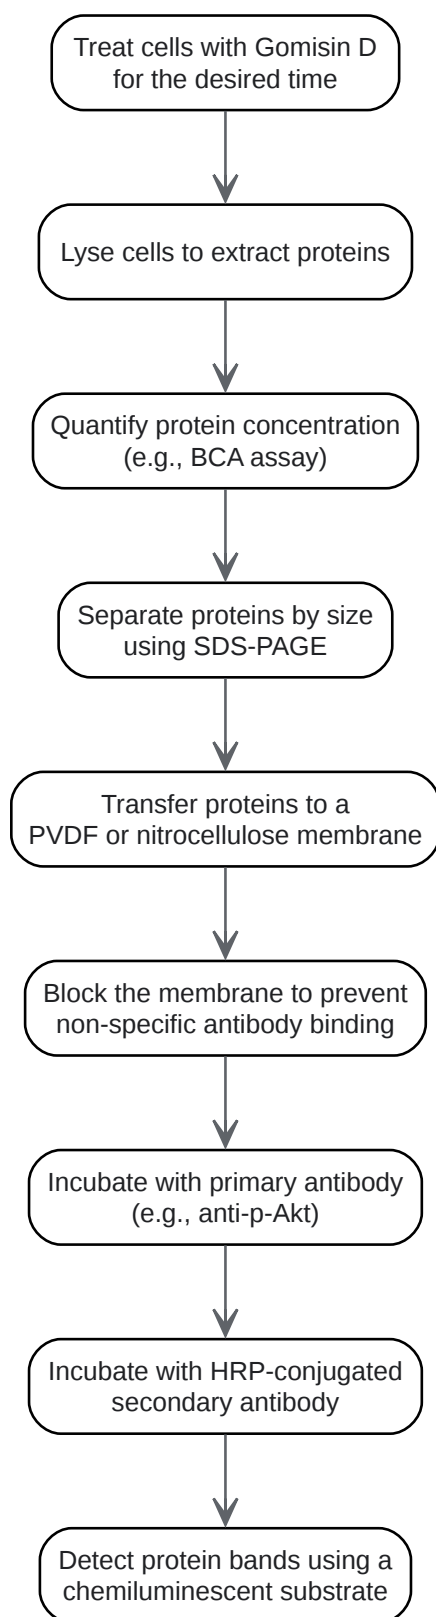 Treat cells with Gomisin D
for the desired time
Lyse cells to extract proteins
Quantify protein concentration
(e.g., BCA assay)
Separate proteins by size
using SDS-PAGE
Transfer proteins to a
PVDF or nitrocellulose membrane
Block the membrane to prevent
non-specific antibody binding
Incubate with primary antibody
(e.g., anti-p-Akt)
Incubate with HRP-conjugated
secondary antibody
Detect protein bands using a
chemiluminescent substrate